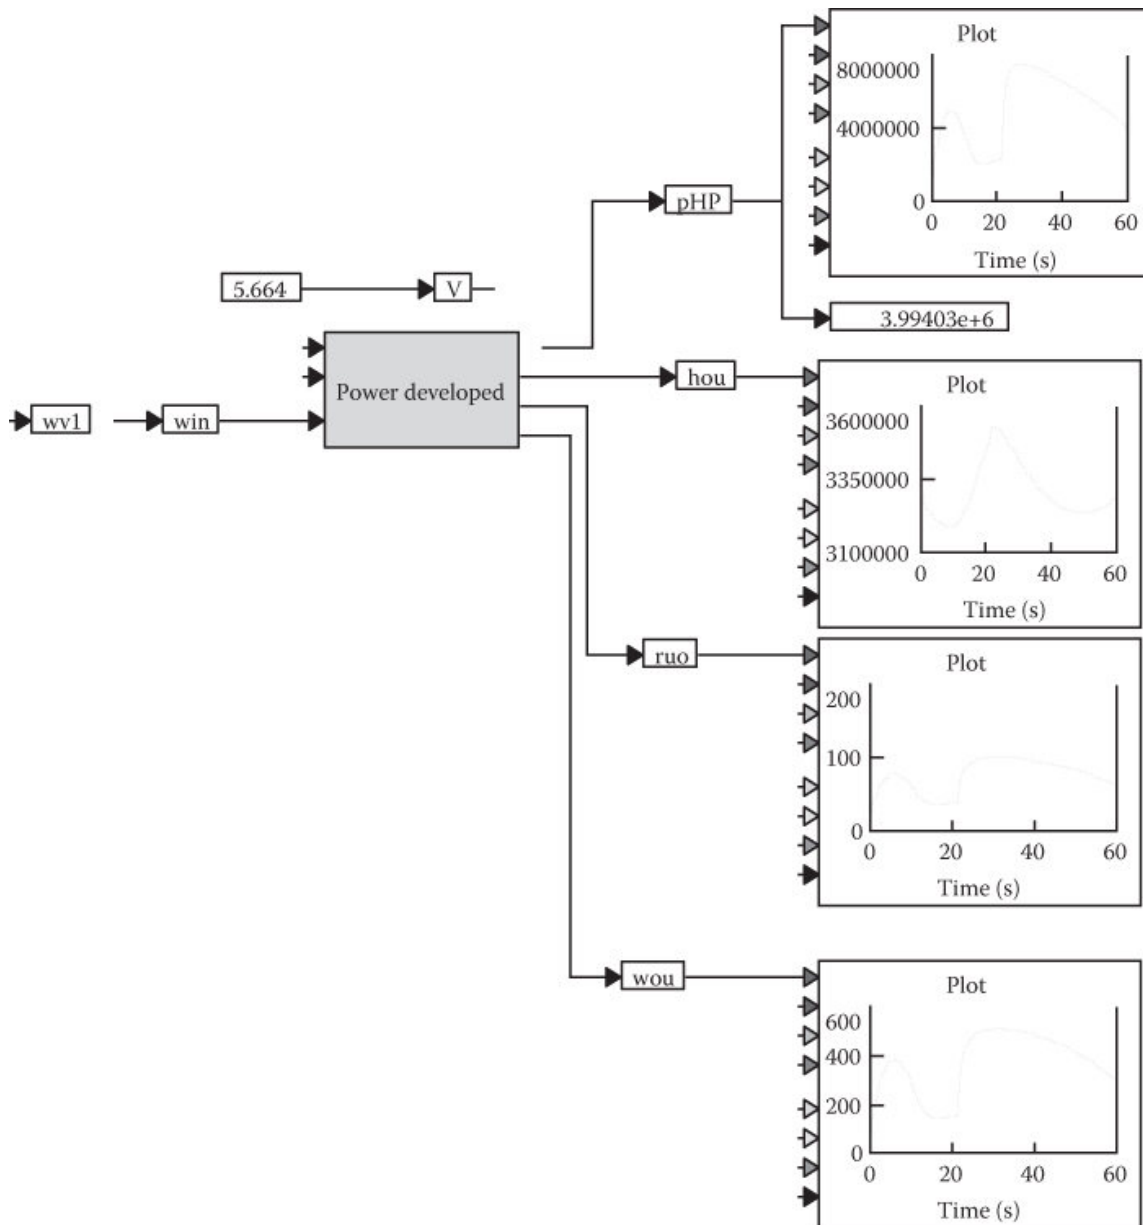 Plot
8000000
4000000
0
0 20 40 60
Time (s)
pHP
5.664
V
3.99403e+6
Power developed
wv1
win
hou
Plot
3600000
3350000
3100000
0 20 40 60
Time (s)
ruo
Plot
200
100
0
0 20 40 60
Time (s)
wou
Plot
600
400
200
0
0 20 40 60
Time (s)